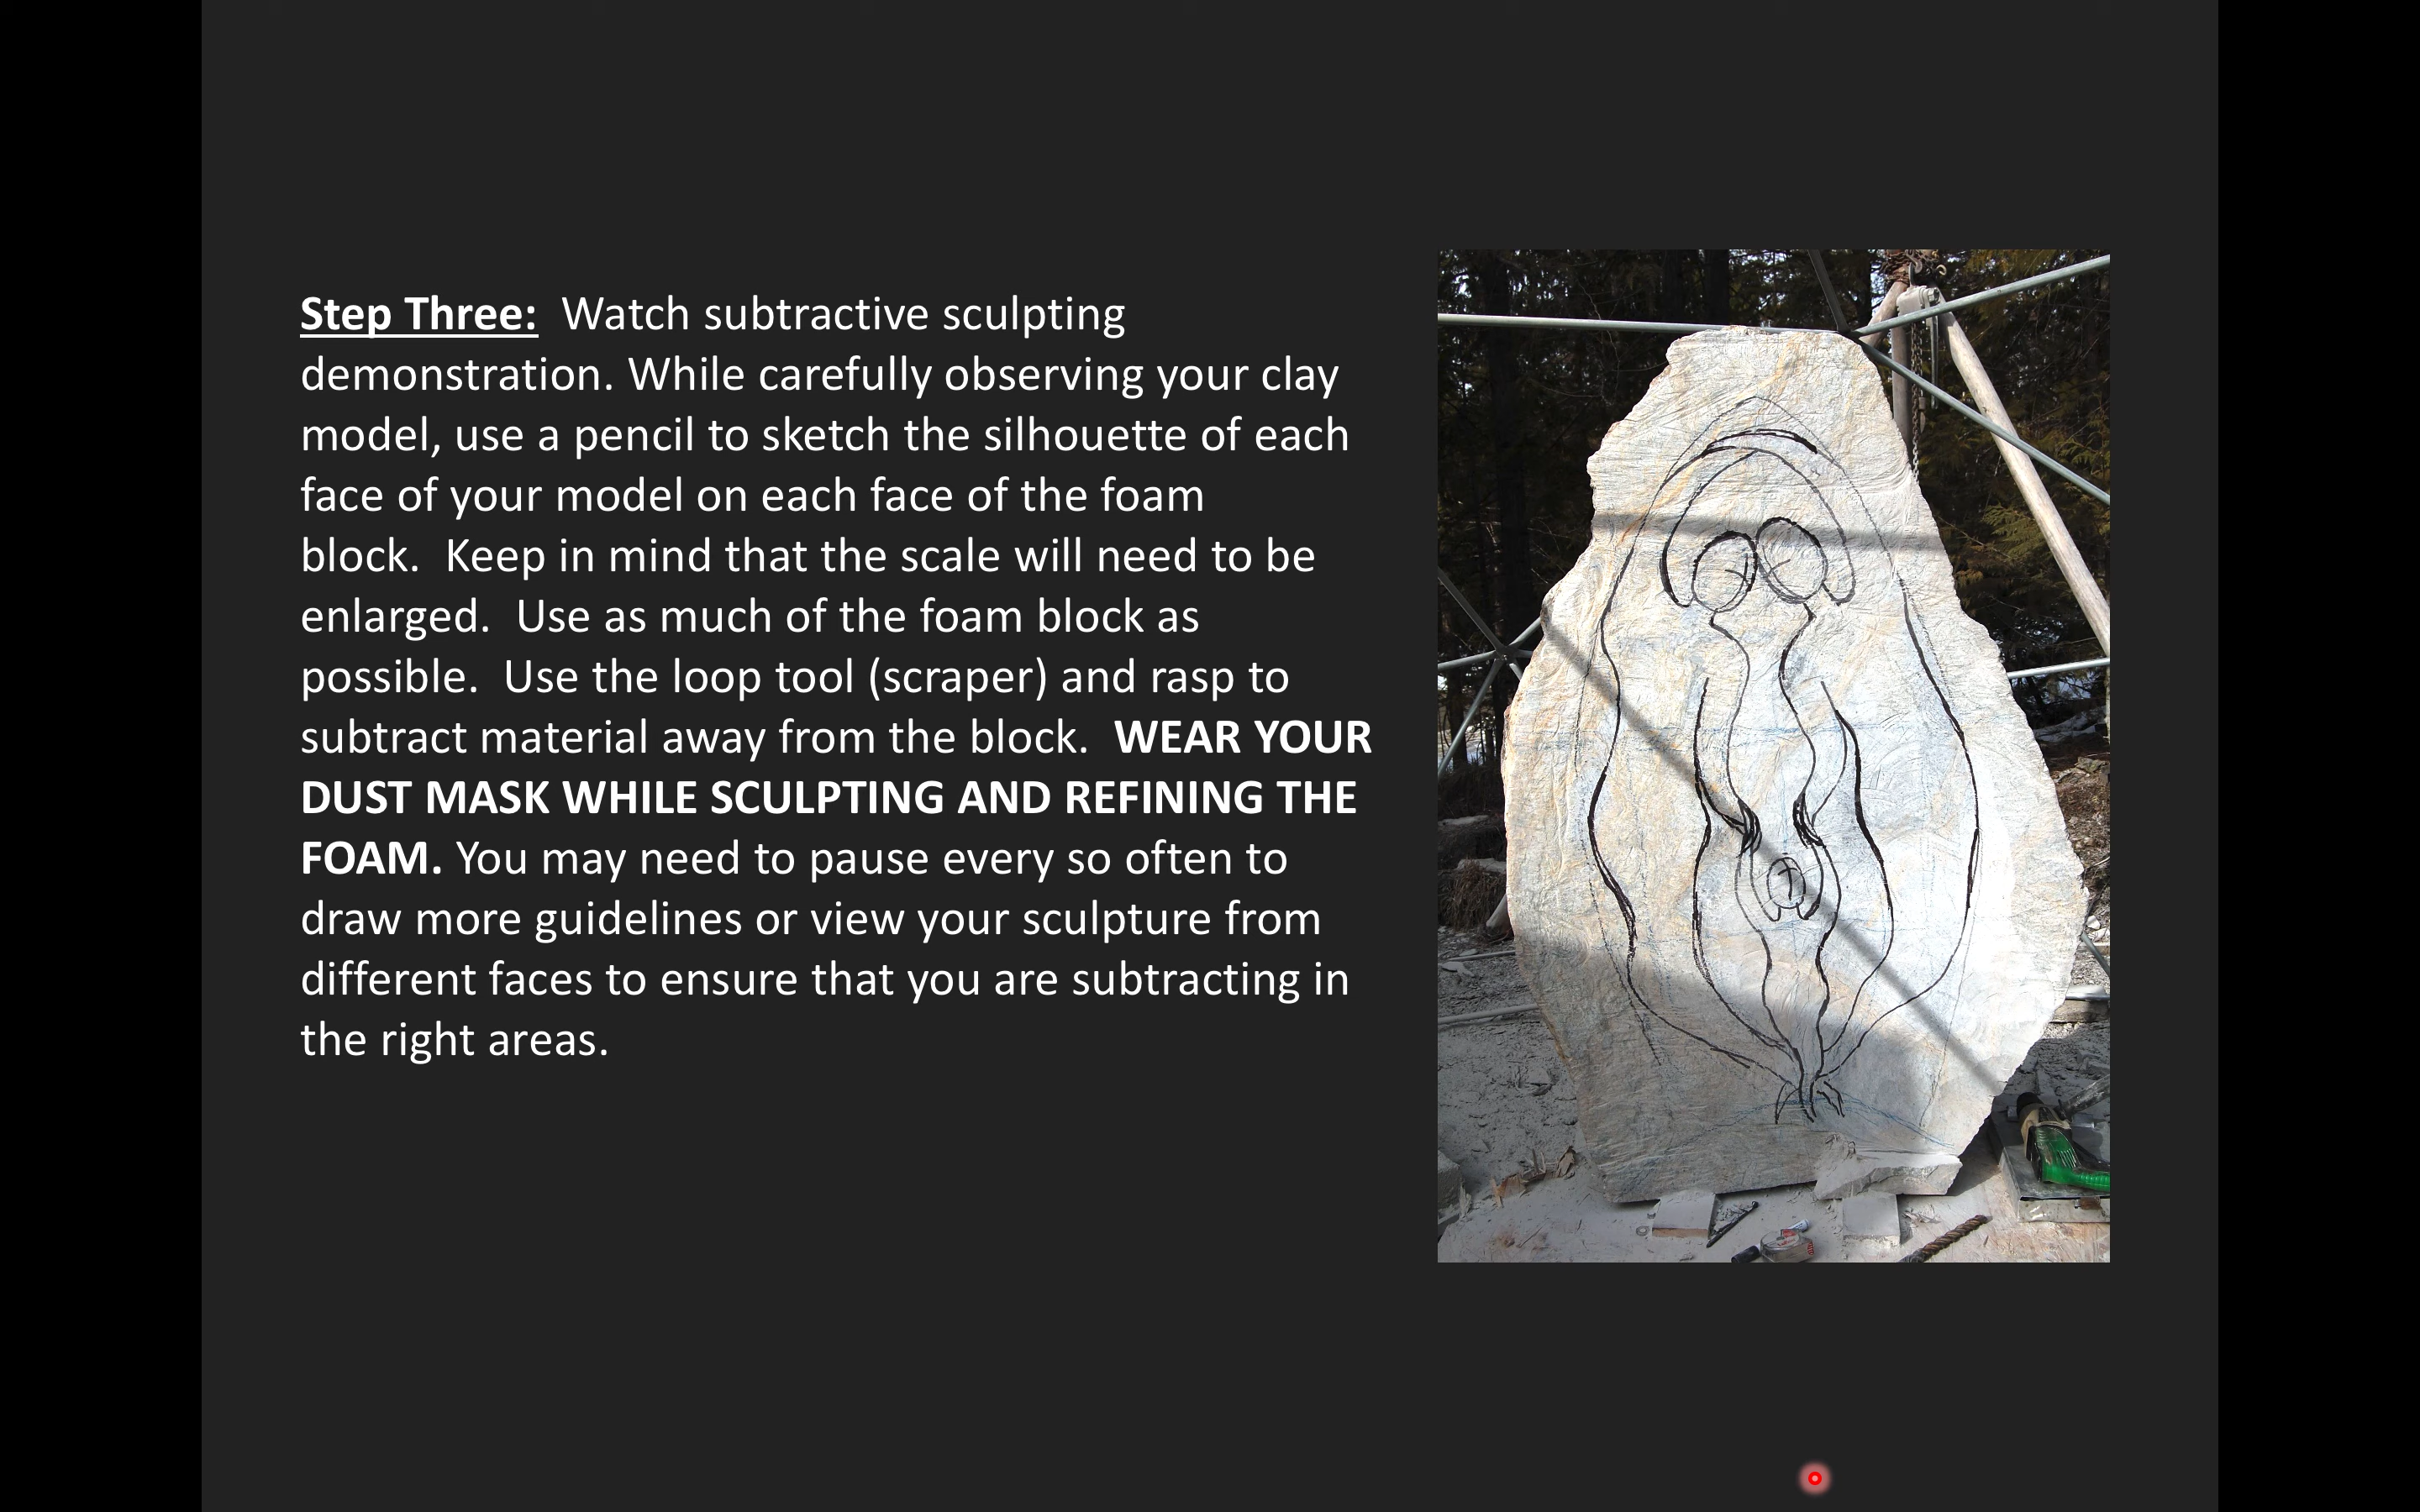 Step Three:  Watch subtractive sculpting
demonstration. While carefully observing your clay
model, use a pencil to sketch the silhouette of each
face of your model on each face of the foam
block.  Keep in mind that the scale will need to be
enlarged.  Use as much of the foam block as
possible.  Use the loop tool (scraper) and rasp to
subtract material away from the block.  WEAR YOUR
DUST MASK WHILE SCULPTING AND REFINING THE
FOAM. You may need to pause every so often to
draw more guidelines or view your sculpture from
different faces to ensure that you are subtracting in
the right areas.